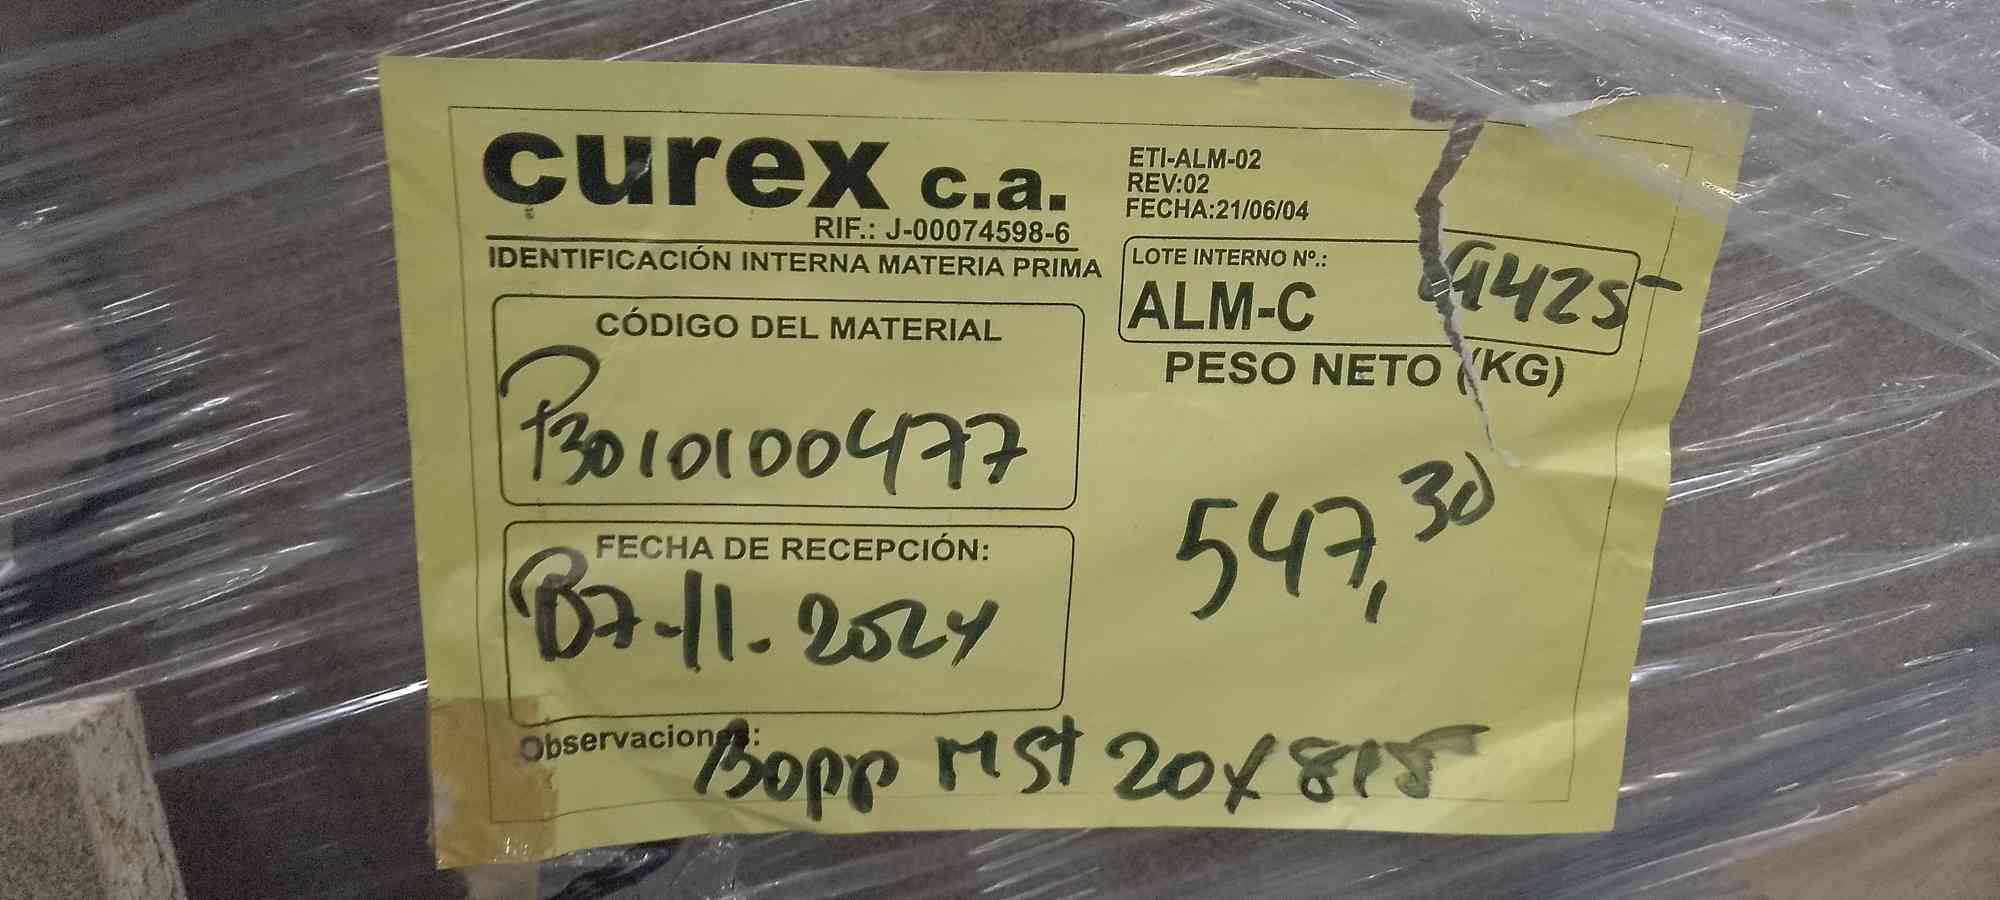 curex c.a.
RIF.: J-00074598-6
IDENTIFICACIÓN INTERNA MATERIA PRIMA
ETI-ALM-02
REV:02
FECHA:21/06/04
LOTE INTERNO Nº.:
ALM-C 9425-
CÓDIGO DEL MATERIAL
B010100477
PESO NETO (KG)
547,30
FECHA DE RECEPCIÓN:
07-11-2024
Observaciones: Bopp MSt 20x815